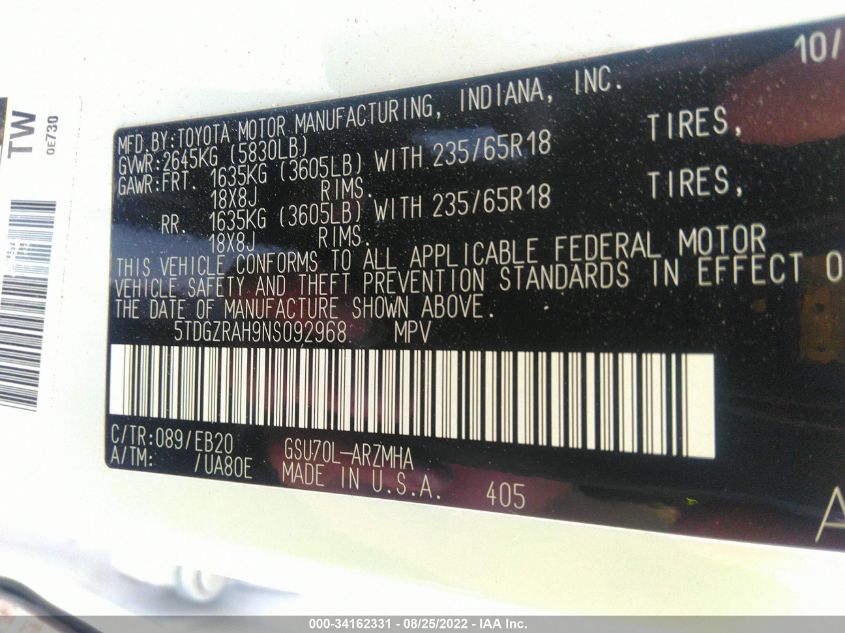 TW
0E730
10/
MFD.BY:TOYOTA MOTOR MANUFACTURING, INDIANA, INC.
GVWR:2645KG (5830LB)
GAWR:FRT. 1635KG (3605LB) WITH 235/65R18 TIRES,
18X8J RIMS.
RR. 1635KG (3605LB) WITH 235/65R18 TIRES,
18X8J RIMS.
THIS VEHICLE CONFORMS TO ALL APPLICABLE FEDERAL MOTOR
VEHICLE SAFETY AND THEFT PREVENTION STANDARDS IN EFFECT O
THE DATE OF MANUFACTURE SHOWN ABOVE.
5TDGZRAH9NS092968 MPV
C/TR:089/EB20 GSU70L-ARZMHA
A/TM: /UA80E MADE IN U.S.A. 405
A
000-34162331 - 08/25/2022 - IAA Inc.